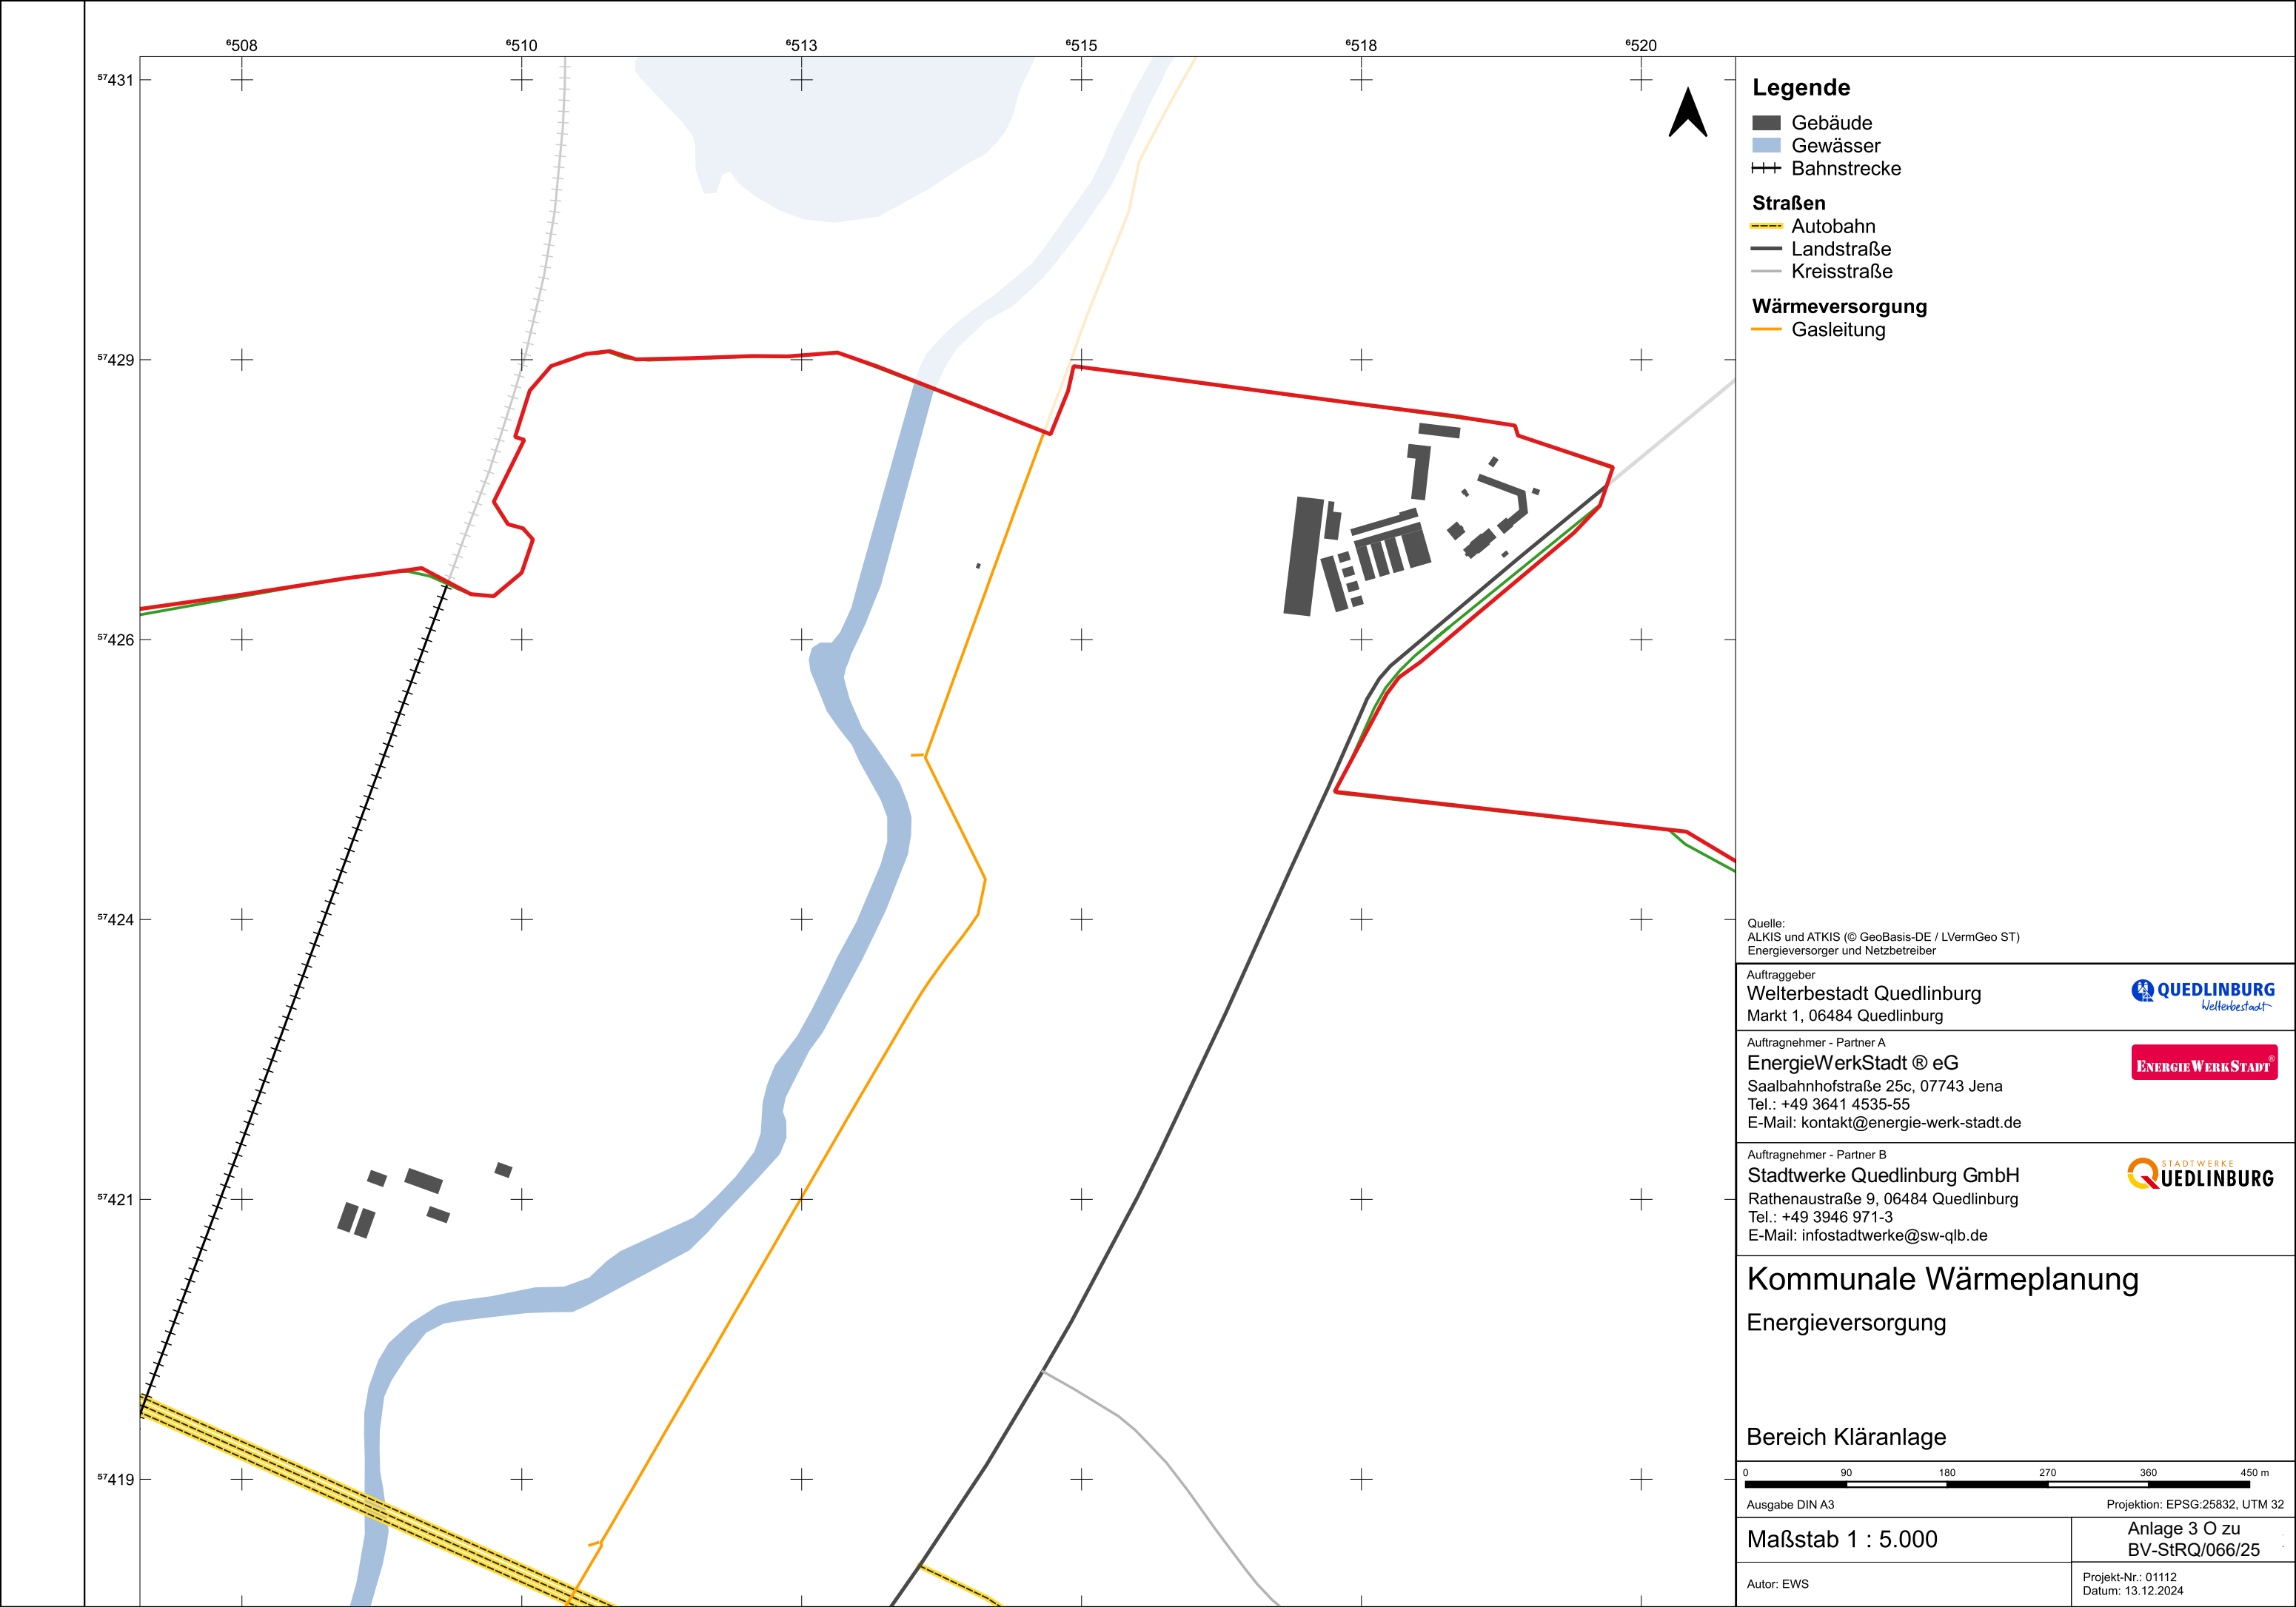 ⁶508 ⁶510 ⁶513 ⁶515 ⁶518 ⁶520
⁵⁷431
⁵⁷429
⁵⁷426
⁵⁷424
⁵⁷421
⁵⁷419
Legende
Gebäude
Gewässer
Bahnstrecke
Straßen
Autobahn
Landstraße
Kreisstraße
Wärmeversorgung
Gasleitung
Quelle:
ALKIS und ATKIS (© GeoBasis-DE / LVermGeo ST)
Energieversorger und Netzbetreiber
Auftraggeber
Welterbestadt Quedlinburg
Markt 1, 06484 Quedlinburg
QUEDLINBURG
Welterbestadt
Auftragnehmer - Partner A
EnergieWerkStadt ® eG
Saalbahnhofstraße 25c, 07743 Jena
Tel.: +49 3641 4535-55
E-Mail: kontakt@energie-werk-stadt.de
ENERGIEWERKSTADT®
Auftragnehmer - Partner B
Stadtwerke Quedlinburg GmbH
Rathenaustraße 9, 06484 Quedlinburg
Tel.: +49 3946 971-3
E-Mail: infostadtwerke@sw-qlb.de
STADTWERKE
QUEDLINBURG
Kommunale Wärmeplanung
Energieversorgung
Bereich Kläranlage
0 90 180 270 360 450 m
Ausgabe DIN A3 Projektion: EPSG:25832, UTM 32
Maßstab 1 : 5.000
Anlage 3 O zu
BV-StRQ/066/25
Autor: EWS
Projekt-Nr.: 01112
Datum: 13.12.2024